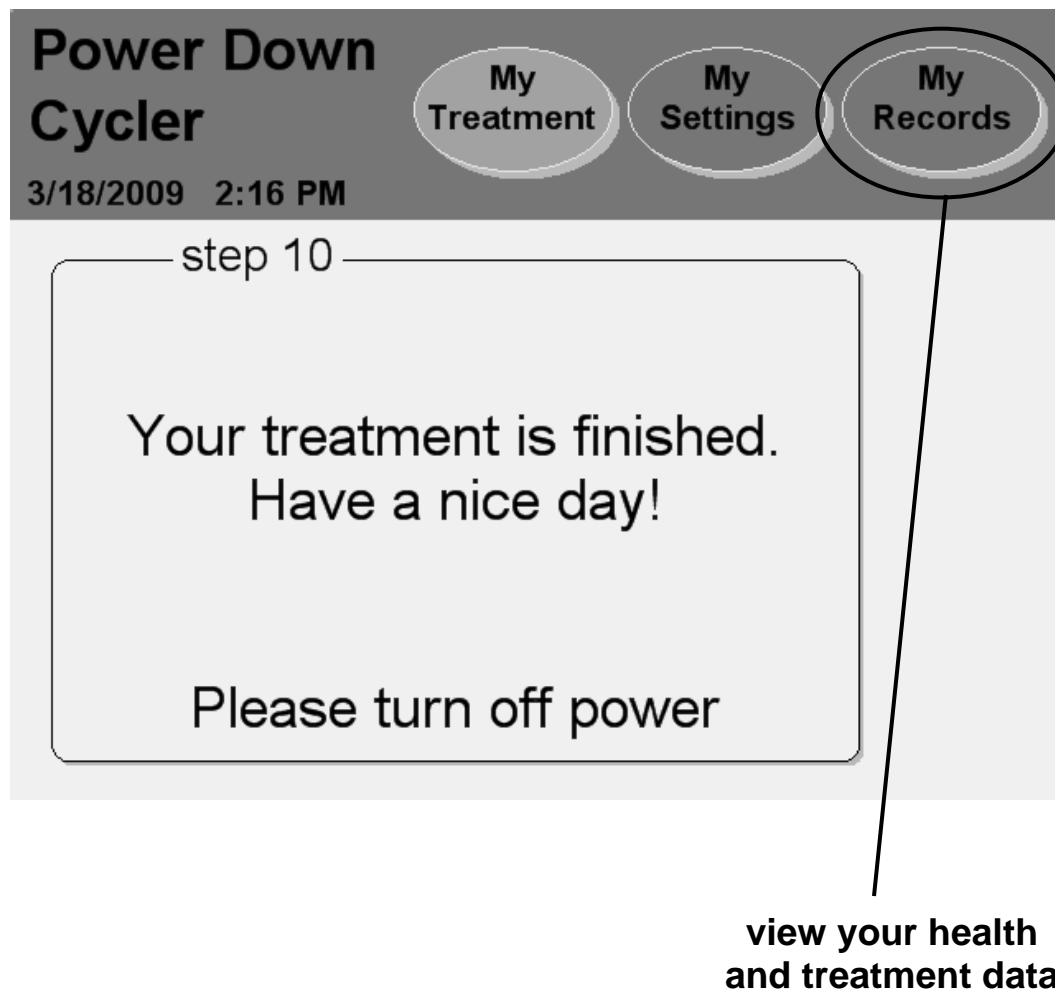 Power Down
Cycler
3/18/2009 2:16 PM
My
Treatment
My
Settings
My
Records
step 10
Your treatment is finished.
Have a nice day!
Please turn off power
view your health
and treatment data